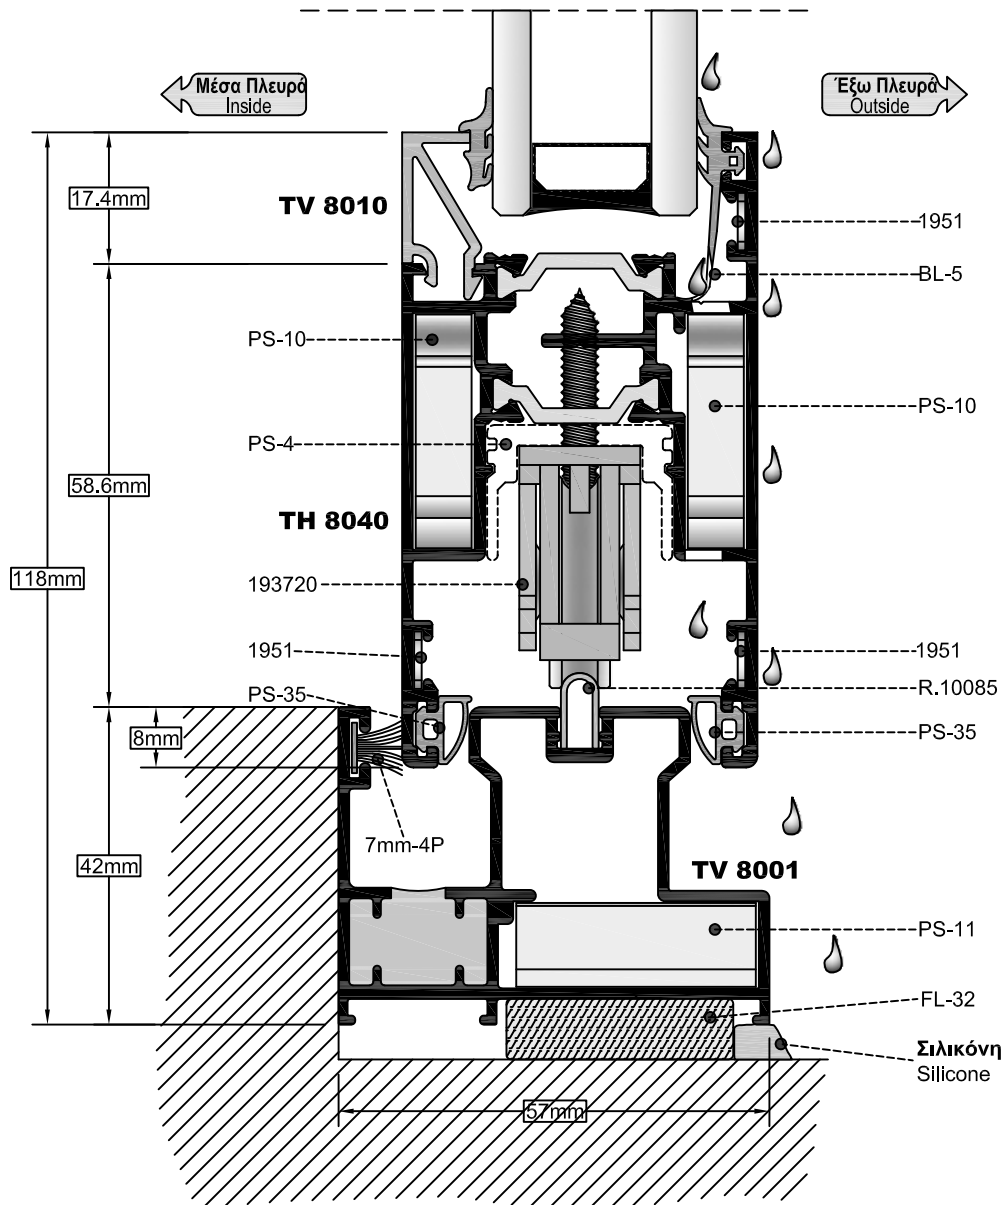 Μέσα Πλευρά
Inside
Έξω Πλευρά
Outside
17.4mm
TV 8010
1951
BL-5
PS-10
PS-10
PS-4
58.6mm
TH 8040
118mm
193720
1951
1951
PS-35
R.10085
8mm
PS-35
7mm-4P
42mm
TV 8001
PS-11
FL-32
Σιλικόνη
Silicone
57mm